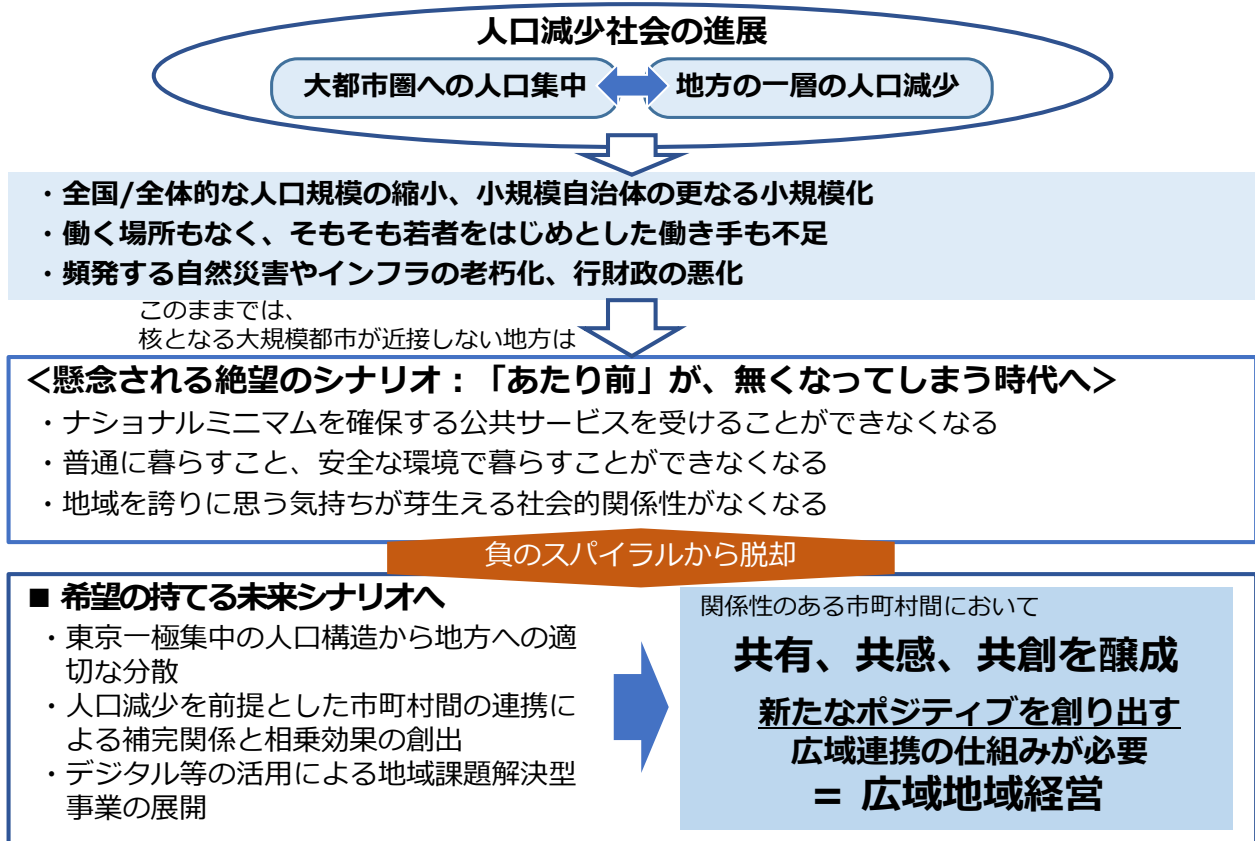 人口減少社会の進展
大都市圏への人口集中
地方の一層の人口減少
・全国/全体的な人口規模の縮小、小規模自治体の更なる小規模化
・働く場所もなく、そもそも若者をはじめとした働き手も不足
・頻発する自然災害やインフラの老朽化、行財政の悪化
このままでは、
核となる大規模都市が近接しない地方は
<懸念される絶望のシナリオ：「あたり前」が、無くなってしまう時代へ>
・ナショナルミニマムを確保する公共サービスを受けることができなくなる
・普通に暮らすこと、安全な環境で暮らすことができなくなる
・地域を誇りに思う気持ちが芽生える社会的関係性がなくなる
負のスパイラルから脱却
■ 希望の持てる未来シナリオへ
・東京一極集中の人口構造から地方への適
切な分散
・人口減少を前提とした市町村間の連携に
よる補完関係と相乗効果の創出
・デジタル等の活用による地域課題解決型
事業の展開
関係性のある市町村間において
共有、共感、共創を醸成
新たなポジティブを創り出す
広域連携の仕組みが必要
= 広域地域経営